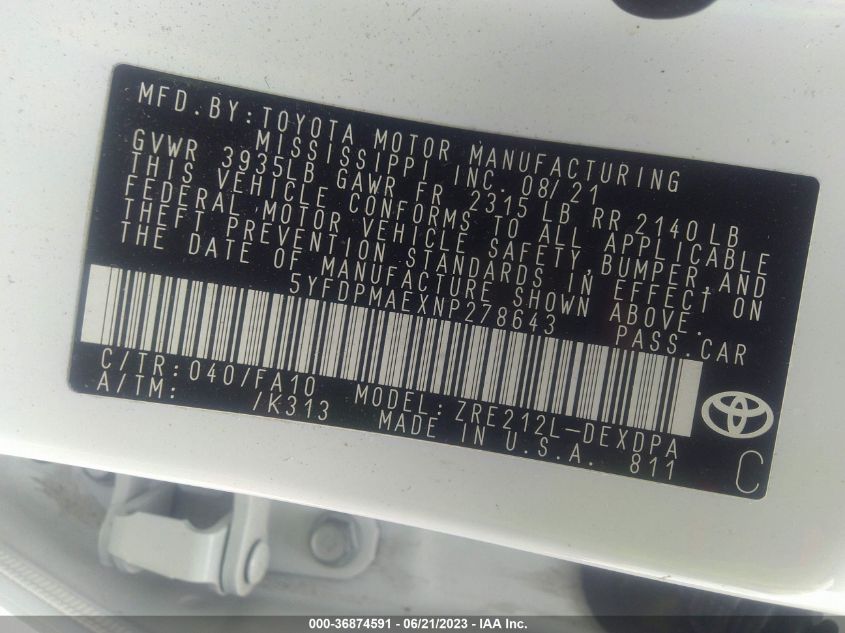 MFD.BY:TOYOTA MOTOR MANUFACTURING
MISSISSIPPI INC. 08/21
GVWR 3935LB GAWR FR 2315 LB RR 2140 LB
THIS VEHICLE CONFORMS TO ALL APPLICABLE
FEDERAL MOTOR VEHICLE SAFETY,BUMPER,AND
THEFT PREVENTION STANDARDS IN EFFECT ON
THE DATE OF MANUFACTURE SHOWN ABOVE.
5YFDPMAEXNP278643 PASS.CAR
C/TR:040/FA10 MODEL:ZRE212L-DEXDPA
A/TM: /K313 MADE IN U.S.A. 811
C
000-36874591 - 06/21/2023 - IAA Inc.